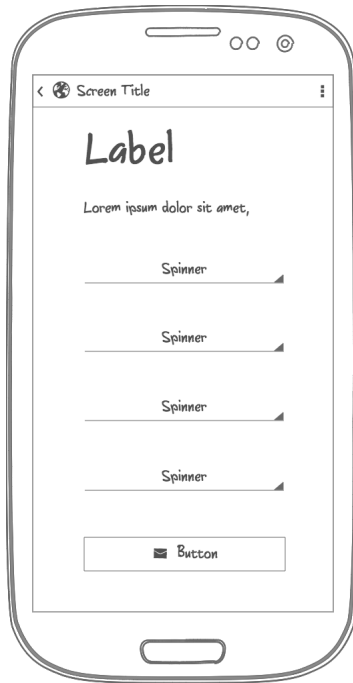 Screen Title
Label
Lorem ipsum dolor sit amet,
Spinner
Spinner
Spinner
Spinner
Button